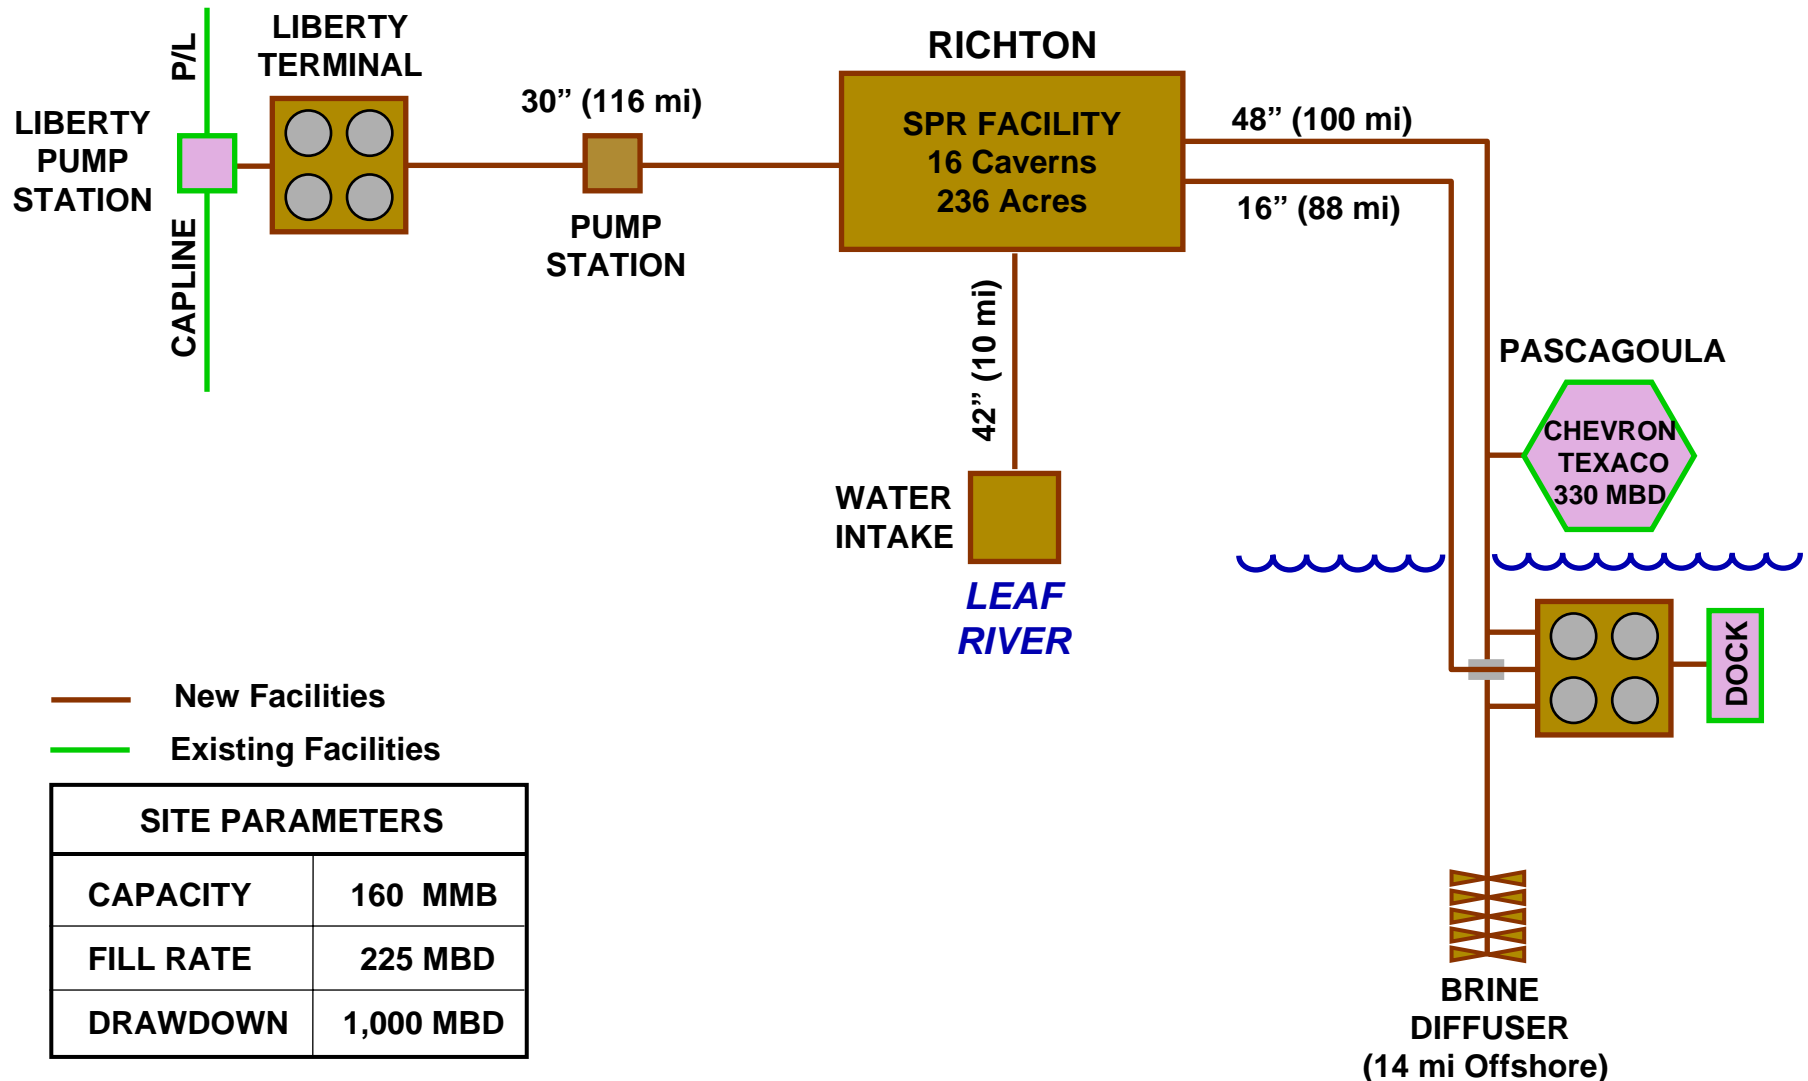 P/L
LIBERTY
TERMINAL
RICHTON
30” (116 mi)
LIBERTY
PUMP
STATION
SPR FACILITY
16 Caverns
236 Acres
48” (100 mi)
16” (88 mi)
CAPLINE
PUMP
STATION
42” (10 mi)
PASCAGOULA
CHEVRON
TEXACO
330 MBD
WATER
INTAKE
LEAF
RIVER
DOCK
New Facilities
Existing Facilities
SITE PARAMETERS
CAPACITY 160 MMB
FILL RATE 225 MBD
DRAWDOWN 1,000 MBD
BRINE
DIFFUSER
(14 mi Offshore)